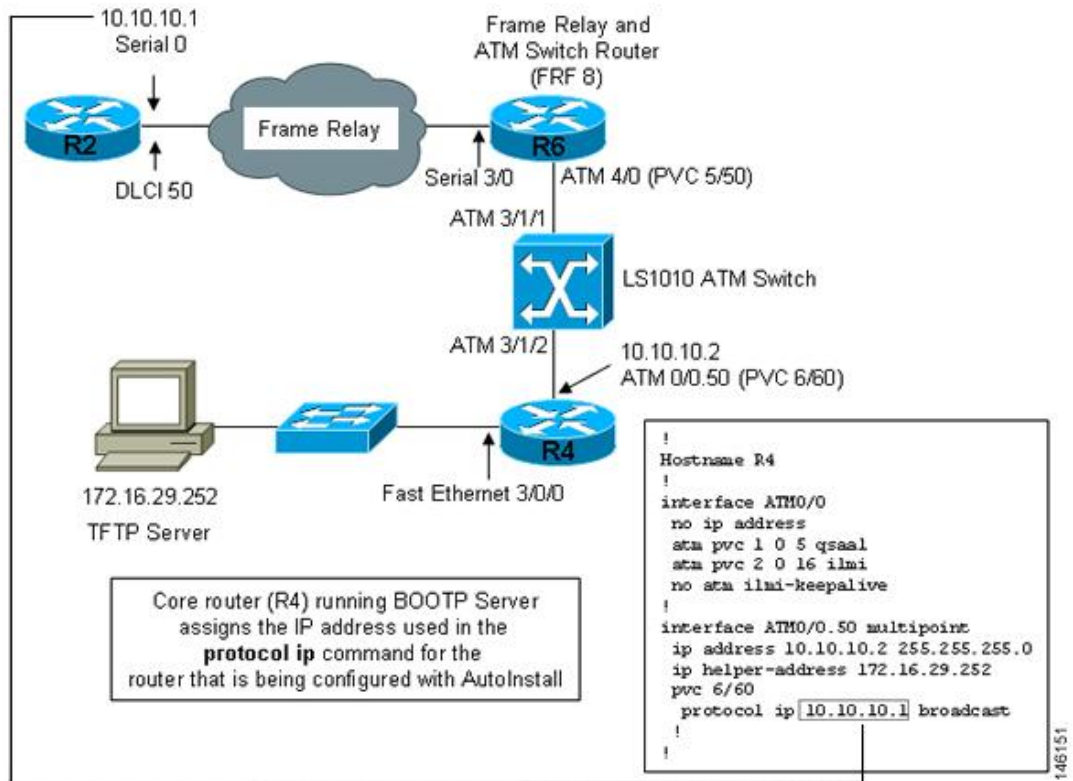 10.10.10.1
Serial 0
Frame Relay and
ATM Switch Router
(FRF 8)
R2
Frame Relay
R6
DLCI 50
Serial 3/0
ATM 4/0 (PVC 5/50)
ATM 3/1/1
LS1010 ATM Switch
ATM 3/1/2
10.10.10.2
ATM 0/0.50 (PVC 6/60)
R4
172.16.29.252
TFTP Server
Fast Ethernet 3/0/0
Core router (R4) running BOOTP Server
assigns the IP address used in the
protocol ip command for the
router that is being configured with AutoInstall
!
Hostname R4
!
interface ATM0/0
no ip address
atm pvc 1 0 5 qsaal
atm pvc 2 0 16 ilmi
no atm ilmi-keepalive
!
interface ATM0/0.50 multipoint
ip address 10.10.10.2 255.255.255.0
ip helper-address 172.16.29.252
pvc 6/60
protocol ip 10.10.10.1 broadcast
!
!
146151